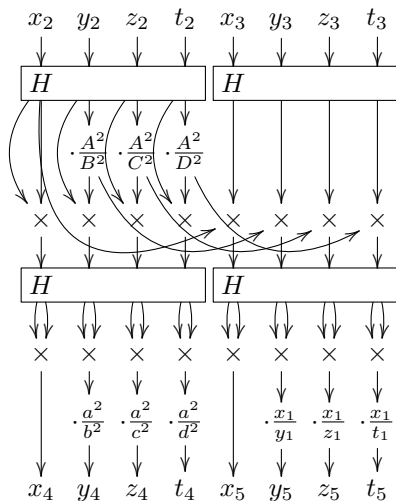 x₂ y₂ z₂ t₂ x₃ y₃ z₃ t₃
H H
· A²/B² · A²/C² · A²/D²
× × × × × × × ×
H H
× × × × × × × ×
· a²/b² · a²/c² · a²/d² · x₁/y₁ · x₁/z₁ · x₁/t₁
x₄ y₄ z₄ t₄ x₅ y₅ z₅ t₅